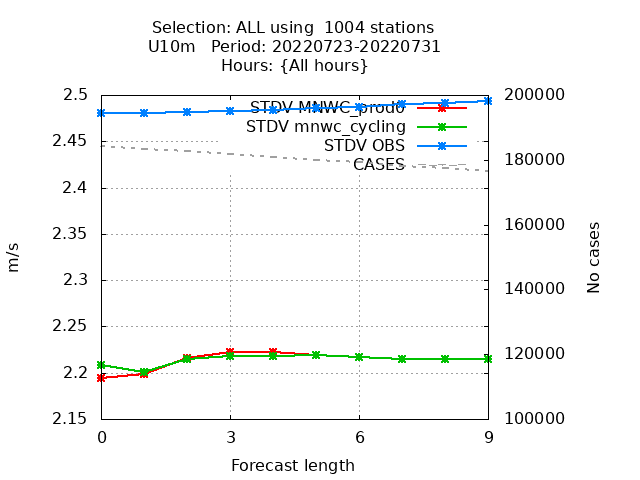 Selection: ALL using  1004 stations
U10m   Period: 20220723-20220731
Hours: {All hours}
2.5
2.45
2.4
2.35
2.3
2.25
2.2
2.15
m/s
STDV MNWC_prod0
STDV mnwc_cycling
STDV OBS
CASES
200000
180000
160000
140000
120000
100000
No cases
0 3 6 9
Forecast length